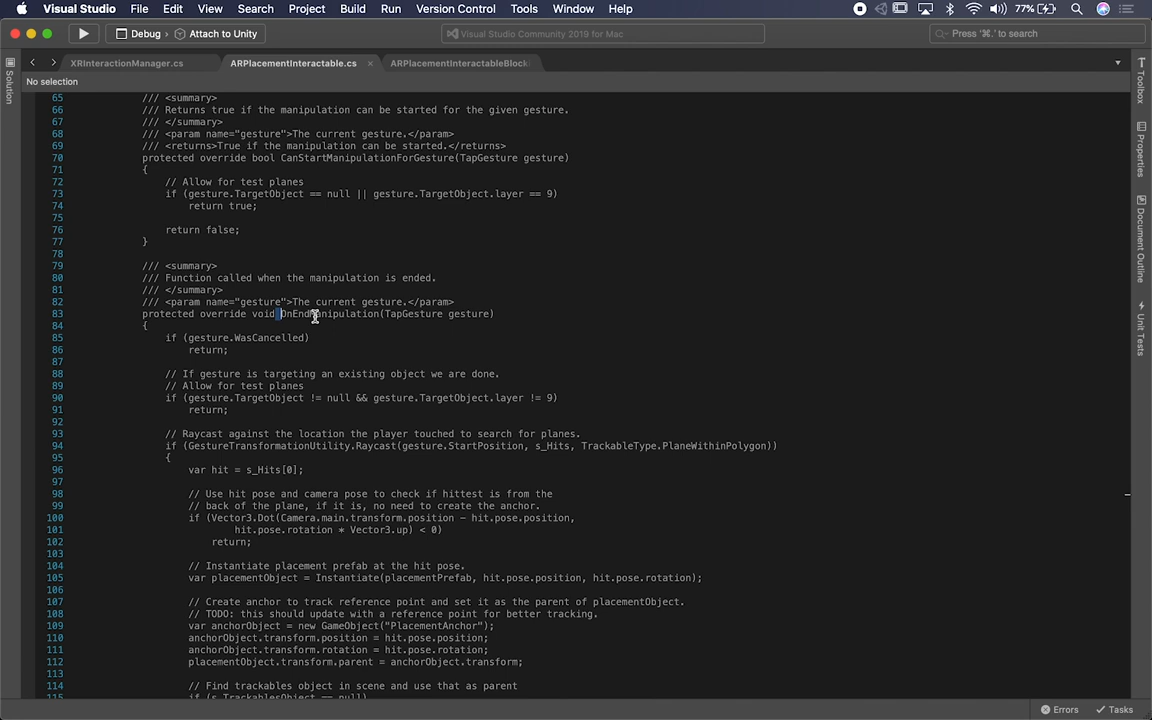 Visual Studio File Edit View Search Project Build Run Version Control Tools Window Help 77%
Debug › Attach to Unity Visual Studio Community 2019 for Mac Press '⌘.' to search
XRInteractionManager.cs ARPlacementInteractable.cs × ARPlacementInteractableBlock
No selection
Solution
Toolbox
Properties
Document Outline
Unit Tests
65 /// <summary>
66 /// Returns true if the manipulation can be started for the given gesture.
67 /// </summary>
68 /// <param name="gesture">The current gesture.</param>
69 /// <returns>True if the manipulation can be started.</returns>
70 protected override bool CanStartManipulationForGesture(TapGesture gesture)
71 {
72 // Allow for test planes
73 if (gesture.TargetObject == null || gesture.TargetObject.layer == 9)
74 return true;
75
76 return false;
77 }
78
79 /// <summary>
80 /// Function called when the manipulation is ended.
81 /// </summary>
82 /// <param name="gesture">The current gesture.</param>
83 protected override void OnEndManipulation(TapGesture gesture)
84 {
85 if (gesture.WasCancelled)
86 return;
87
88 // If gesture is targeting an existing object we are done.
89 // Allow for test planes
90 if (gesture.TargetObject != null && gesture.TargetObject.layer != 9)
91 return;
92
93 // Raycast against the location the player touched to search for planes.
94 if (GestureTransformationUtility.Raycast(gesture.StartPosition, s_Hits, TrackableType.PlaneWithinPolygon))
95 {
96 var hit = s_Hits[0];
97
98 // Use hit pose and camera pose to check if hittest is from the
99 // back of the plane, if it is, no need to create the anchor.
100 if (Vector3.Dot(Camera.main.transform.position - hit.pose.position,
101 hit.pose.rotation * Vector3.up) < 0)
102 return;
103
104 // Instantiate placement prefab at the hit pose.
105 var placementObject = Instantiate(placementPrefab, hit.pose.position, hit.pose.rotation);
106
107 // Create anchor to track reference point and set it as the parent of placementObject.
108 // TODO: this should update with a reference point for better tracking.
109 var anchorObject = new GameObject("PlacementAnchor");
110 anchorObject.transform.position = hit.pose.position;
111 anchorObject.transform.rotation = hit.pose.rotation;
112 placementObject.transform.parent = anchorObject.transform;
113
114 // Find trackables object in scene and use that as parent
115 if (s_TrackablesObject == null)
Errors Tasks